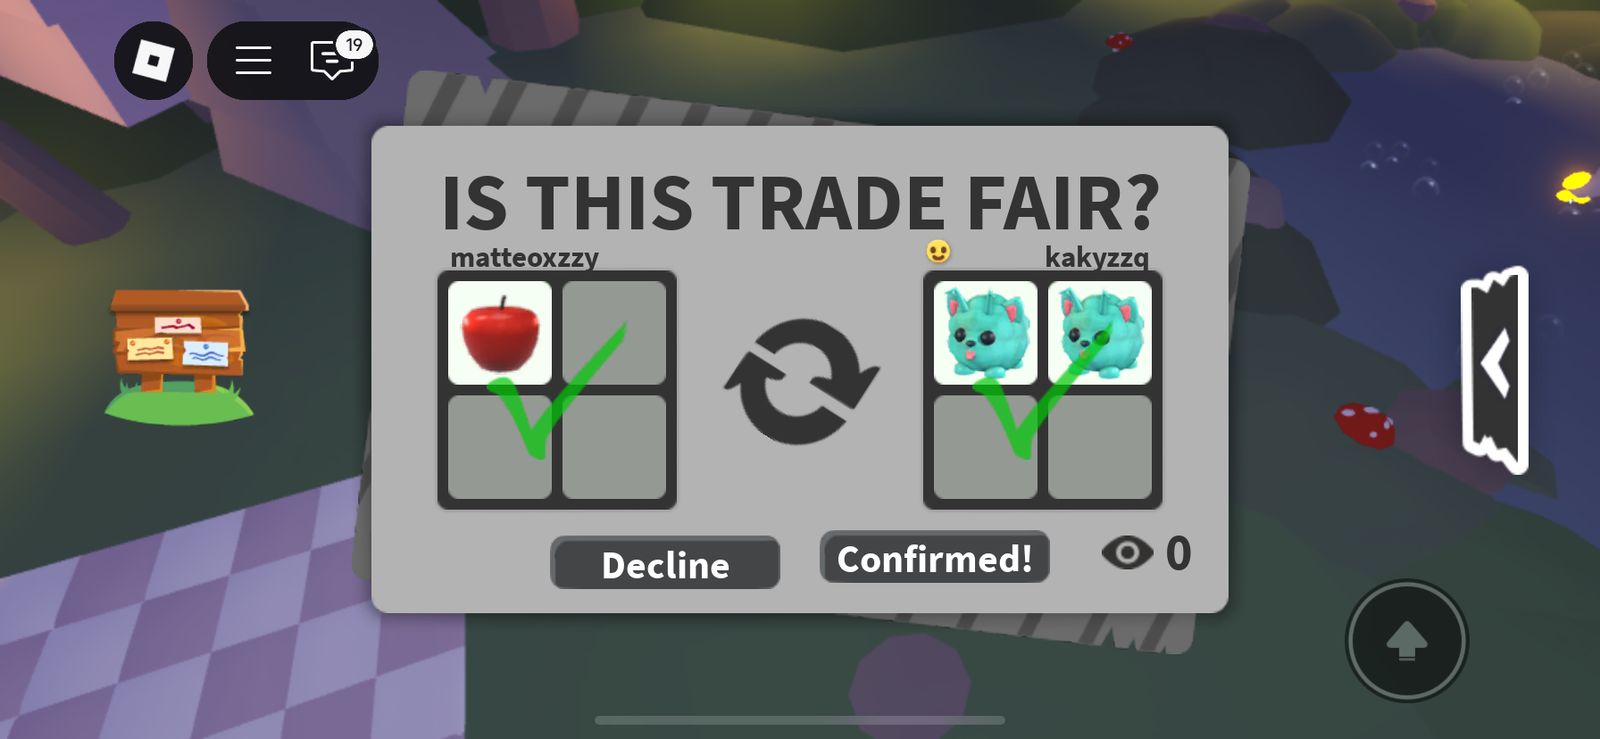 19
IS THIS TRADE FAIR?
matteoxzzy
kakyzzq
Decline
Confirmed!
0